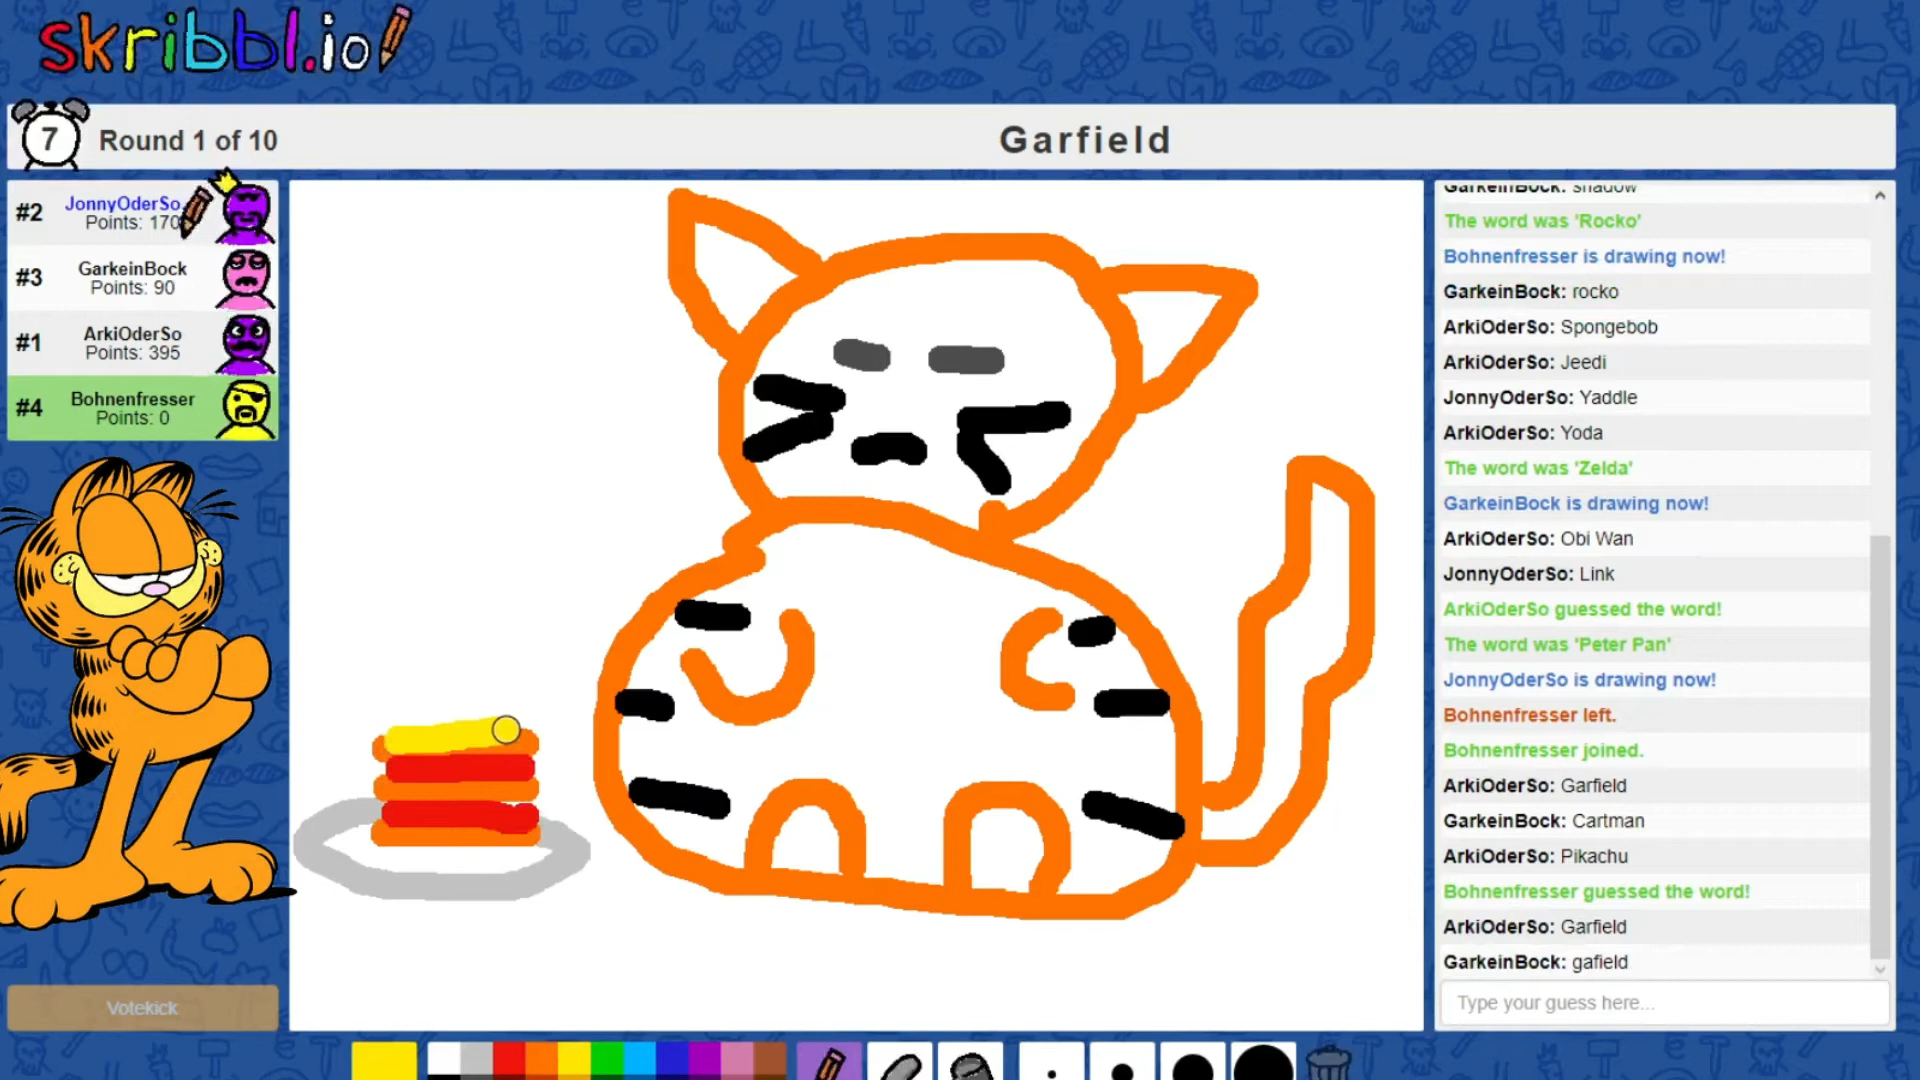 skribbl.io
7
Round 1 of 10
Garfield
#2
JonnyOderSo
Points: 170
#3
GarkeinBock
Points: 90
#1
ArkiOderSo
Points: 395
#4
Bohnenfresser
Points: 0
Votekick
GarkeinBock: shadow
The word was 'Rocko'
Bohnenfresser is drawing now!
GarkeinBock: rocko
ArkiOderSo: Spongebob
ArkiOderSo: Jeedi
JonnyOderSo: Yaddle
ArkiOderSo: Yoda
The word was 'Zelda'
GarkeinBock is drawing now!
ArkiOderSo: Obi Wan
JonnyOderSo: Link
ArkiOderSo guessed the word!
The word was 'Peter Pan'
JonnyOderSo is drawing now!
Bohnenfresser left.
Bohnenfresser joined.
ArkiOderSo: Garfield
GarkeinBock: Cartman
ArkiOderSo: Pikachu
Bohnenfresser guessed the word!
ArkiOderSo: Garfield
GarkeinBock: gafield
Type your guess here...